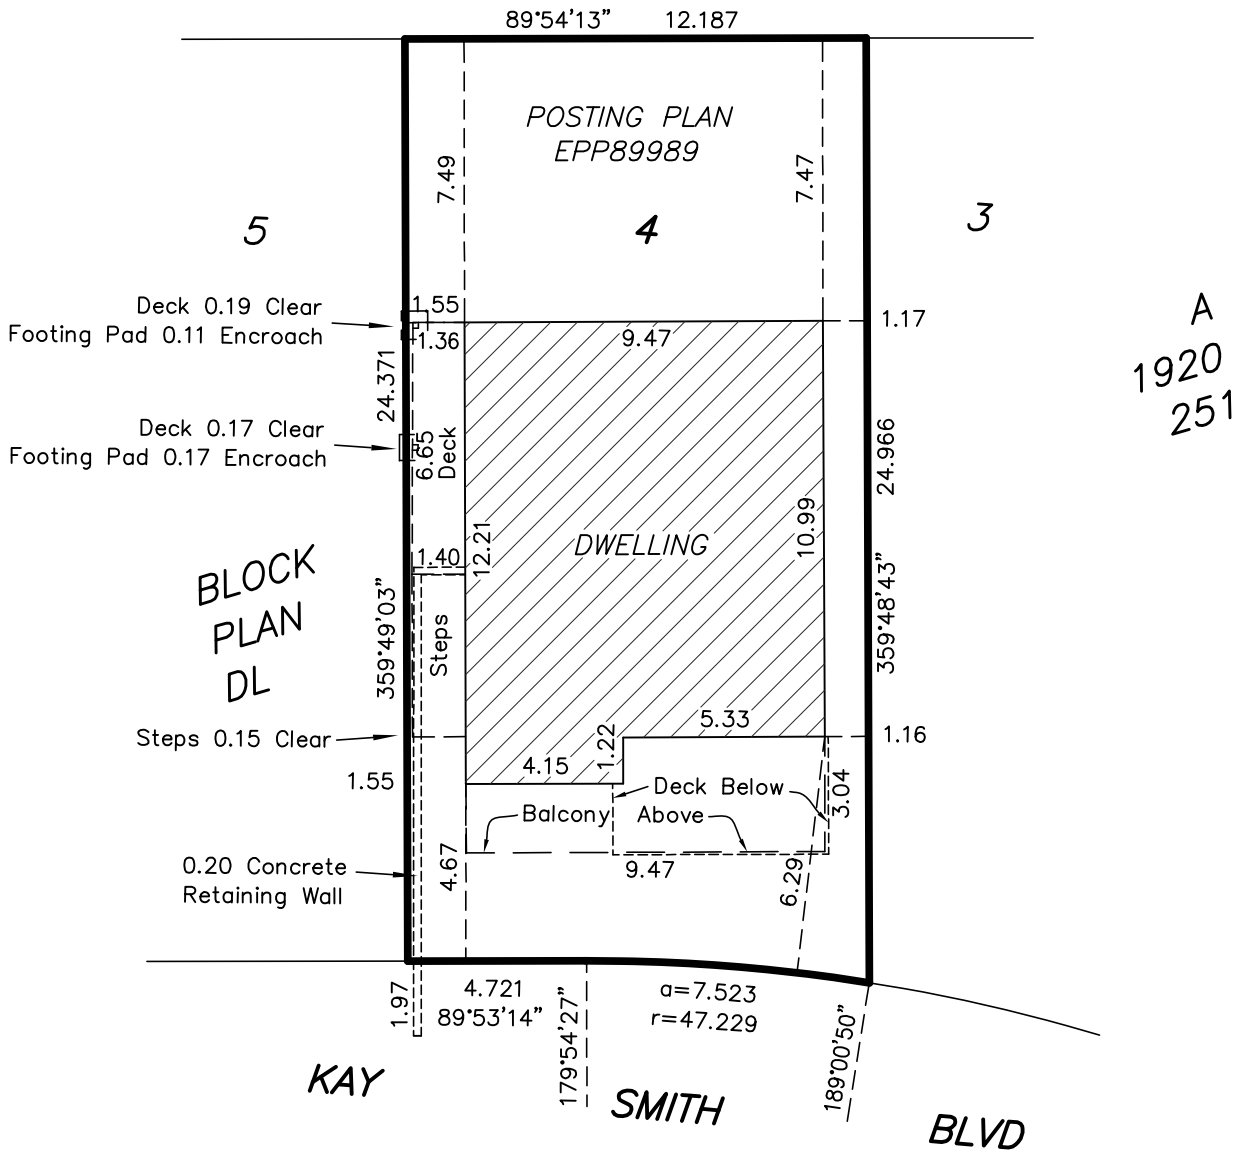 89°54'13" 12.187
POSTING PLAN
EPP89989
7.49
7.47
5
4
3
Deck 0.19 Clear
Footing Pad 0.11 Encroach
1.55
1.36
9.47
1.17
A
1920
251
24.371
Deck 0.17 Clear
Footing Pad 0.17 Encroach
6.65
Deck
24.966
12.21
10.99
DWELLING
1.40
BLOCK
PLAN
DL
359°49'03"
Steps
359°48'43"
Steps 0.15 Clear
5.33
1.16
1.22
4.15
1.55
Deck Below
3.04
Balcony Above
0.20 Concrete
Retaining Wall
4.67
9.47
6.29
1.97
4.721
89°53'14"
179°54'27"
a=7.523
r=47.229
189°00'50"
KAY SMITH BLVD